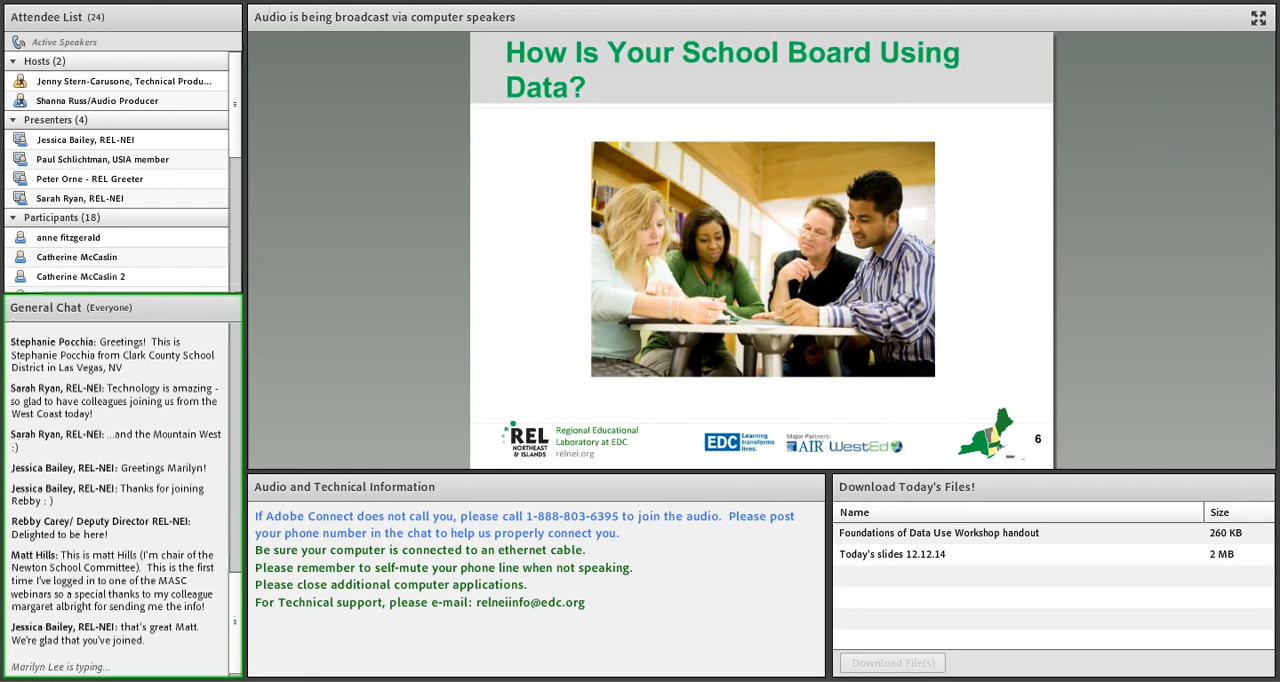 Attendee List (24)
Active Speakers
Hosts (2)
Jenny Stern-Carusone, Technical Produ...
Shanna Russ/Audio Producer
Presenters (4)
Jessica Bailey, REL-NEI
Paul Schlichtman, USIA member
Peter Orne - REL Greeter
Sarah Ryan, REL-NEI
Participants (18)
anne fitzgerald
Catherine McCaslin
Catherine McCaslin 2
General Chat (Everyone)
Stephanie Pocchia: Greetings! This is
Stephanie Pocchia from Clark County School
District in Las Vegas, NV
Sarah Ryan, REL-NEI: Technology is amazing -
so glad to have colleagues joining us from the
West Coast today!
Sarah Ryan, REL-NEI: ...and the Mountain West
:)
Jessica Bailey, REL-NEI: Greetings Marilyn!
Jessica Bailey, REL-NEI: Thanks for joining
Rebby : )
Rebby Carey/ Deputy Director REL-NEI:
Delighted to be here!
Matt Hills: This is matt Hills (I'm chair of the
Newton School Committee). This is the first
time I've logged in to one of the MASC
webinars so a special thanks to my colleague
margaret albright for sending me the info!
Jessica Bailey, REL-NEI: that's great Matt.
We're glad that you've joined.
Marilyn Lee is typing...
Audio is being broadcast via computer speakers
How Is Your School Board Using
Data?
REL
NORTHEAST
& ISLANDS
Regional Educational
Laboratory at EDC
relnei.org
EDC Learning
transforms
lives.
Major Partners:
AIR WestEd
6
Audio and Technical Information
If Adobe Connect does not call you, please call 1-888-803-6395 to join the audio. Please post
your phone number in the chat to help us properly connect you.
Be sure your computer is connected to an ethernet cable.
Please remember to self-mute your phone line when not speaking.
Please close additional computer applications.
For Technical support, please e-mail: relneiinfo@edc.org
Download Today's Files!
Name Size
Foundations of Data Use Workshop handout 260 KB
Today's slides 12.12.14 2 MB
Download File(s)